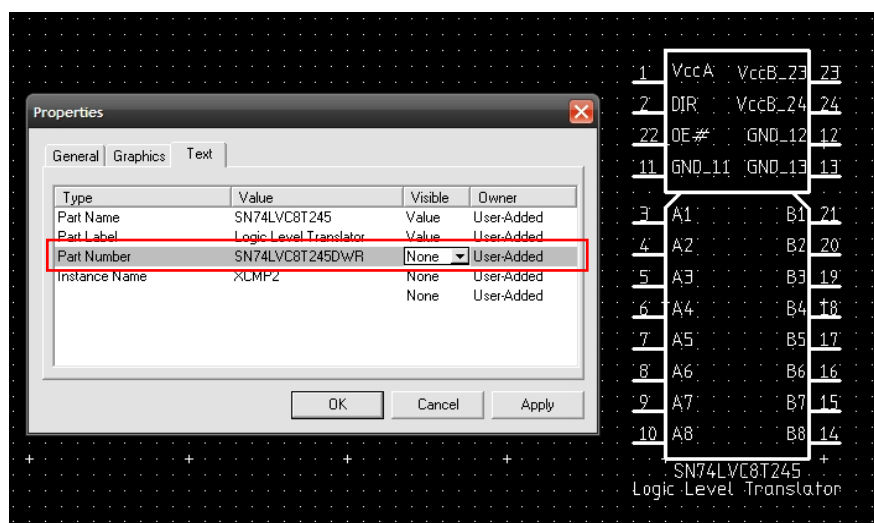 Properties
General Graphics Text
Type Value Visible Owner
Part Name SN74LVC8T245 Value User-Added
Part Label Logic Level Translator Value User-Added
Part Number SN74LVC8T245DWR None User-Added
Instance Name XCMP2 None User-Added
None User-Added
OK Cancel Apply
1 VccA VccB_23 23
2 DIR VccB_24 24
22 OE# GND_12 12
11 GND_11 GND_13 13
3 A1 B1 21
4 A2 B2 20
5 A3 B3 19
6 A4 B4 18
7 A5 B5 17
8 A6 B6 16
9 A7 B7 15
10 A8 B8 14
SN74LVC8T245
Logic Level Translator